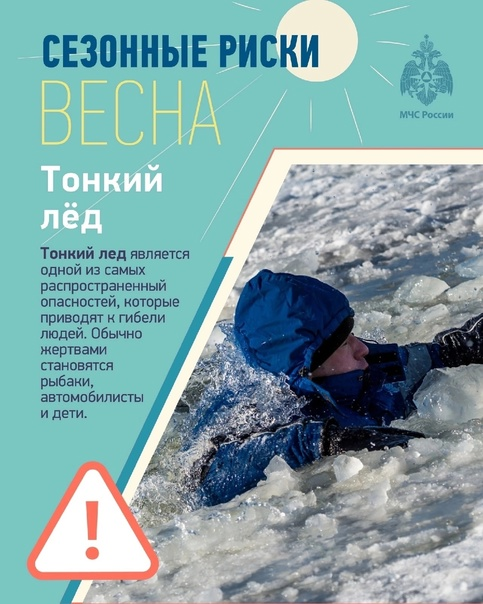 СЕЗОННЫЕ РИСКИ
ВЕСНА
МЧС России
Тонкий
лёд
Тонкий лед является
одной из самых
распространенный
опасностей, которые
приводят к гибели
людей. Обычно
жертвами
становятся
рыбаки,
автомобилисты
и дети.
!